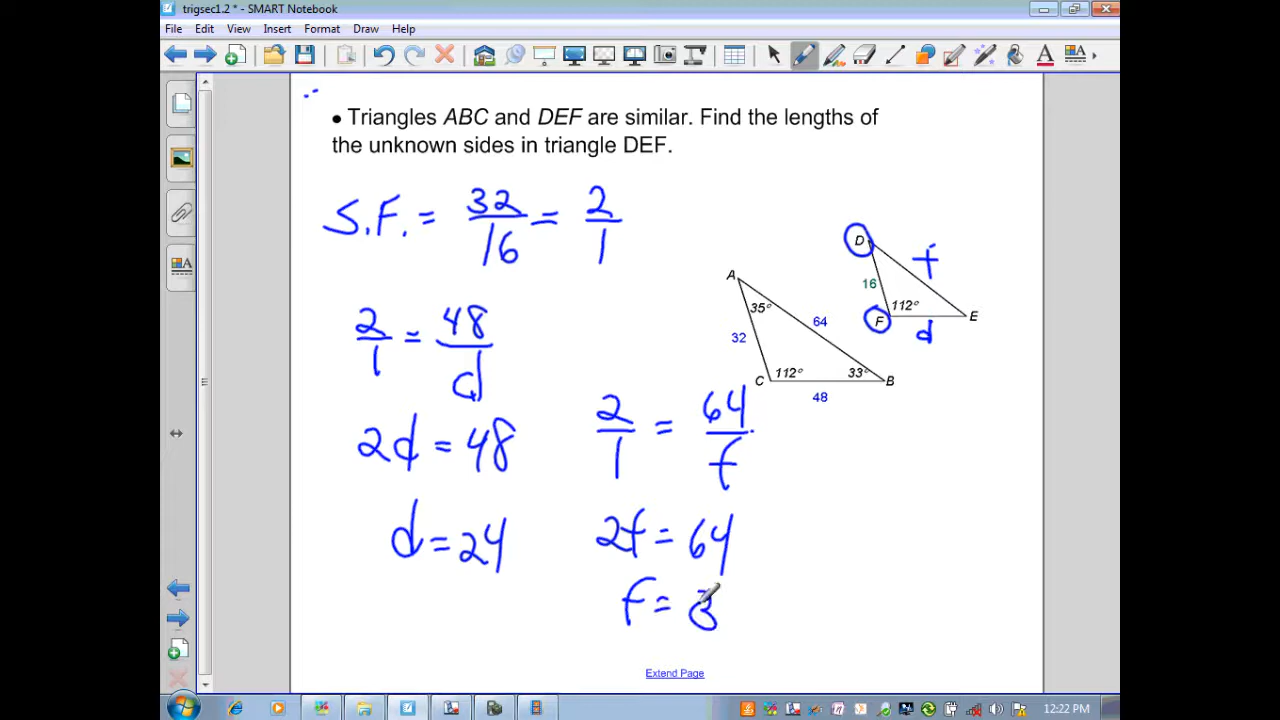 trigsec1.2 * - SMART Notebook
File Edit View Insert Format Draw Help
• Triangles ABC and DEF are similar. Find the lengths of
the unknown sides in triangle DEF.
S.F. = 32/16 = 2/1
D
f
16
112°
F
E
d
A
35°
64
32
C
112°
33°
B
48
2/1 = 48/d
2d = 48
d = 24
2/1 = 64/f
2f = 64
f = 3
Extend Page
12:22 PM